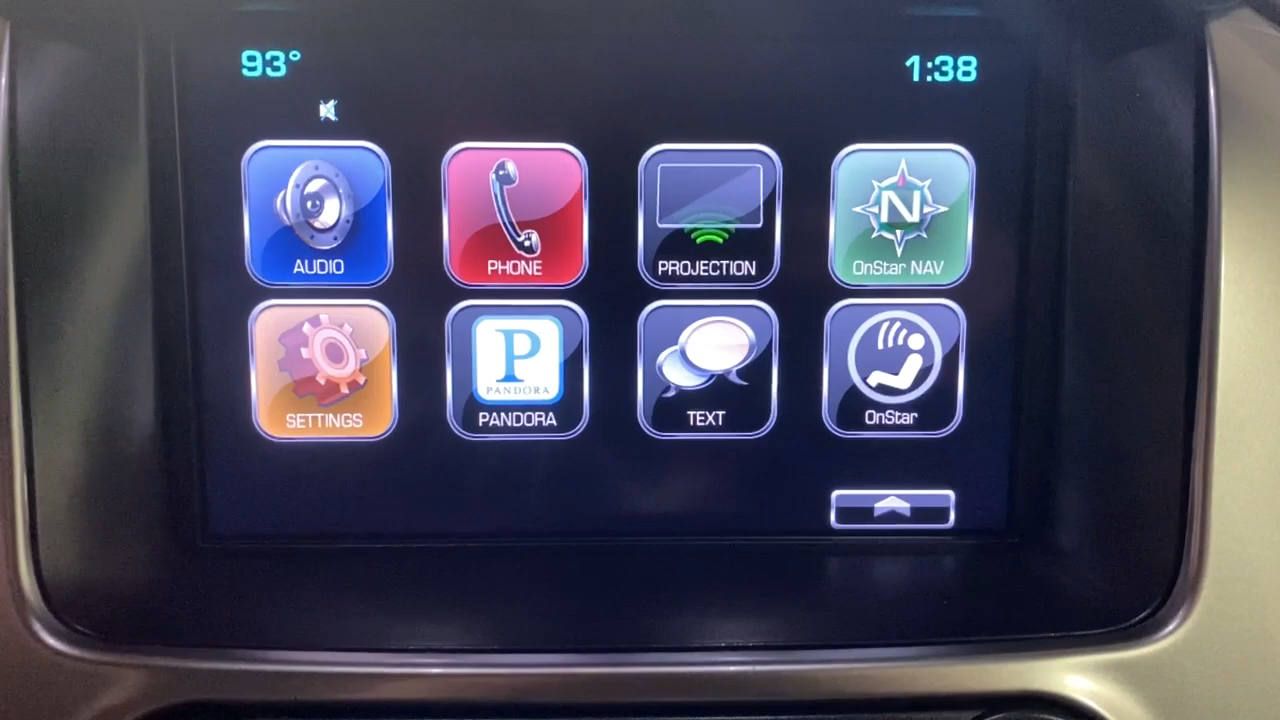 93°
1:38
AUDIO
PHONE
PROJECTION
N
OnStar NAV
SETTINGS
P
PANDORA
PANDORA
TEXT
OnStar